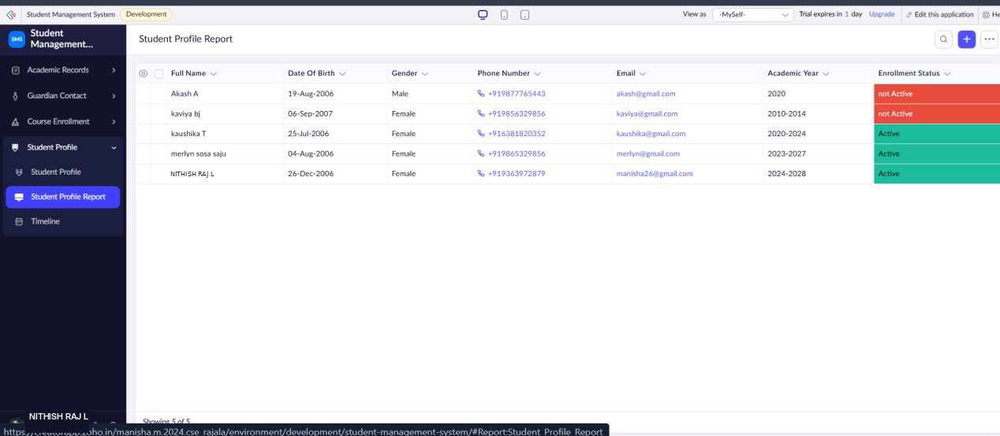 Student Management System Development View as -MySelf- Trial expires in 1 day Upgrade Edit this application
SMS Student Management...
Student Profile Report
Academic Records
Guardian Contact
Course Enrollment
Student Profile
Student Profile
Student Profile Report
Timeline
Full Name Date Of Birth Gender Phone Number Email Academic Year Enrollment Status
Akash A 19-Aug-2006 Male +919877765443 akash@gmail.com 2020 not Active
kaviya bj 06-Sep-2007 Female +919856329856 kaviya@gmail.com 2010-2014 not Active
kaushika T 25-Jul-2006 Female +916381820352 kaushika@gmail.com 2020-2024 Active
merlyn sosa saju 04-Aug-2006 Female +919865329856 merlyn@gmail.com 2023-2027 Active
NITHISH RAJ L 26-Dec-2006 Female +919363972879 manisha26@gmail.com 2024-2028 Active
Showing 5 of 5
NITHISH RAJ L
https://creatorapp.zoho.in/manisha.m.2024.cse_rajala/environment/development/student-management-system/#Report:Student_Profile_Report